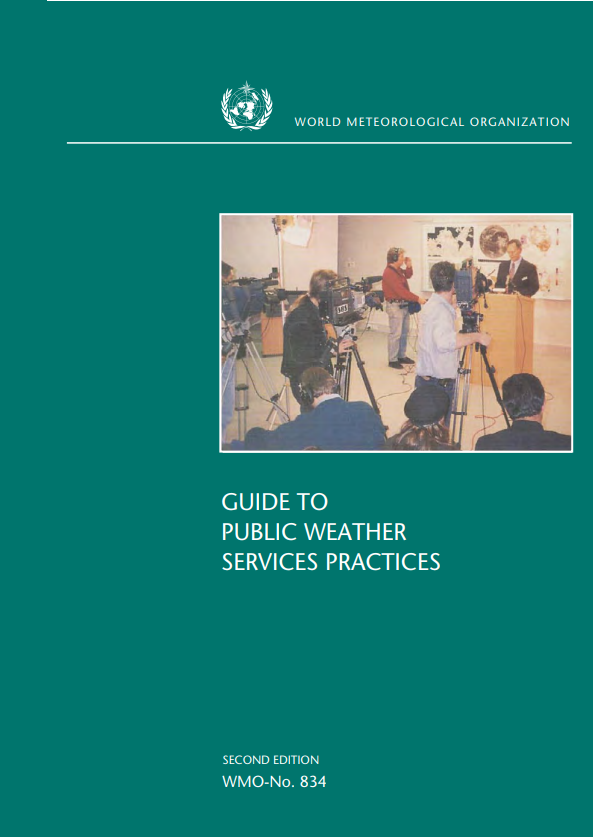 WORLD METEOROLOGICAL ORGANIZATION
GUIDE TO
PUBLIC WEATHER
SERVICES PRACTICES
SECOND EDITION
WMO-No. 834